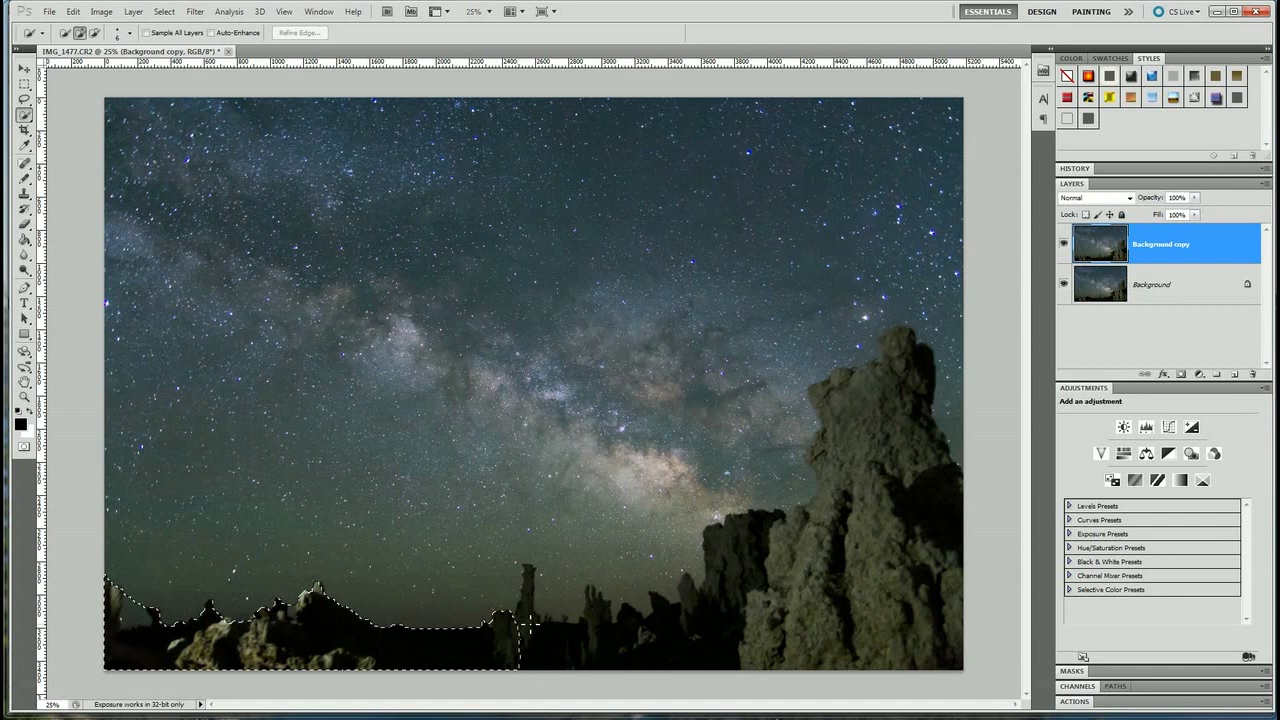 Ps File Edit Image Layer Select Filter Analysis 3D View Window Help Br Mb 25% ESSENTIALS DESIGN PAINTING CS Live
6 Sample All Layers Auto-Enhance Refine Edge...
IMG_1477.CR2 @ 25% (Background copy, RGB/8*) *
COLOR SWATCHES STYLES
HISTORY
LAYERS
Normal Opacity: 100%
Lock: Fill: 100%
Background copy
Background
ADJUSTMENTS
Add an adjustment
Levels Presets
Curves Presets
Exposure Presets
Hue/Saturation Presets
Black & White Presets
Channel Mixer Presets
Selective Color Presets
MASKS
CHANNELS PATHS
ACTIONS
25% Exposure works in 32-bit only